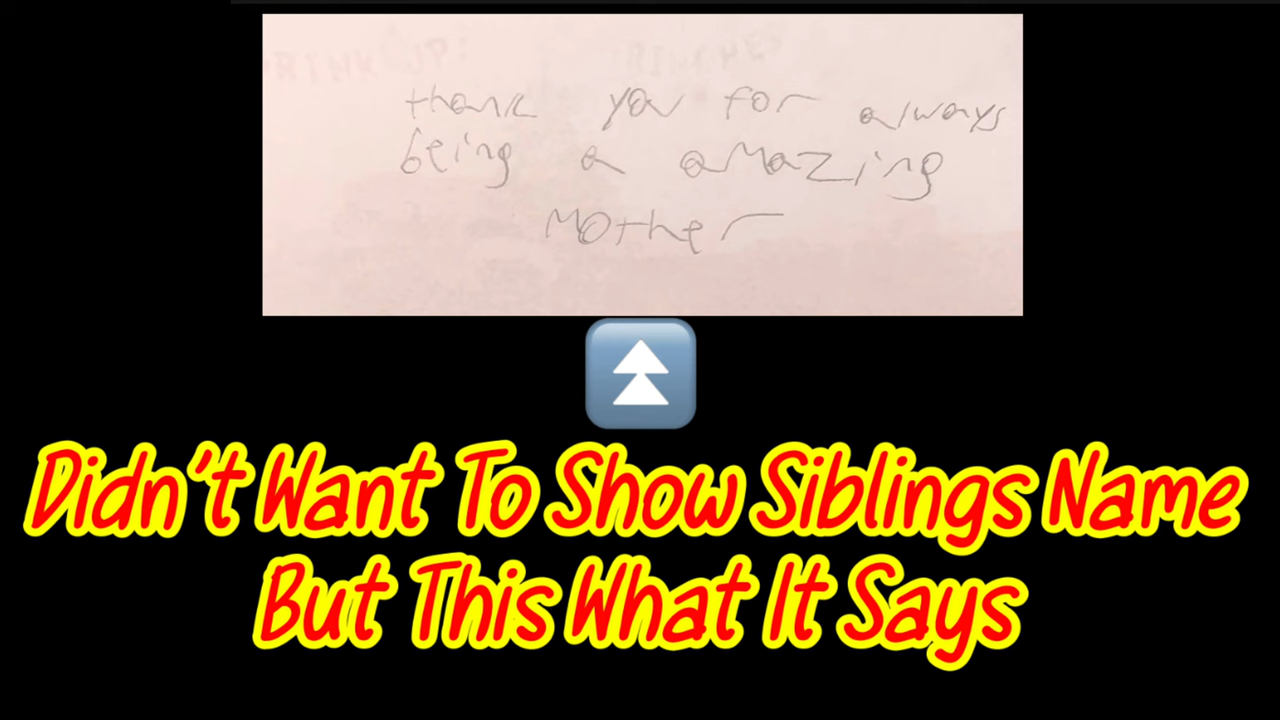 thank you for always
being a amazing
mother
Didn't Want To Show Siblings Name
But This What It Says